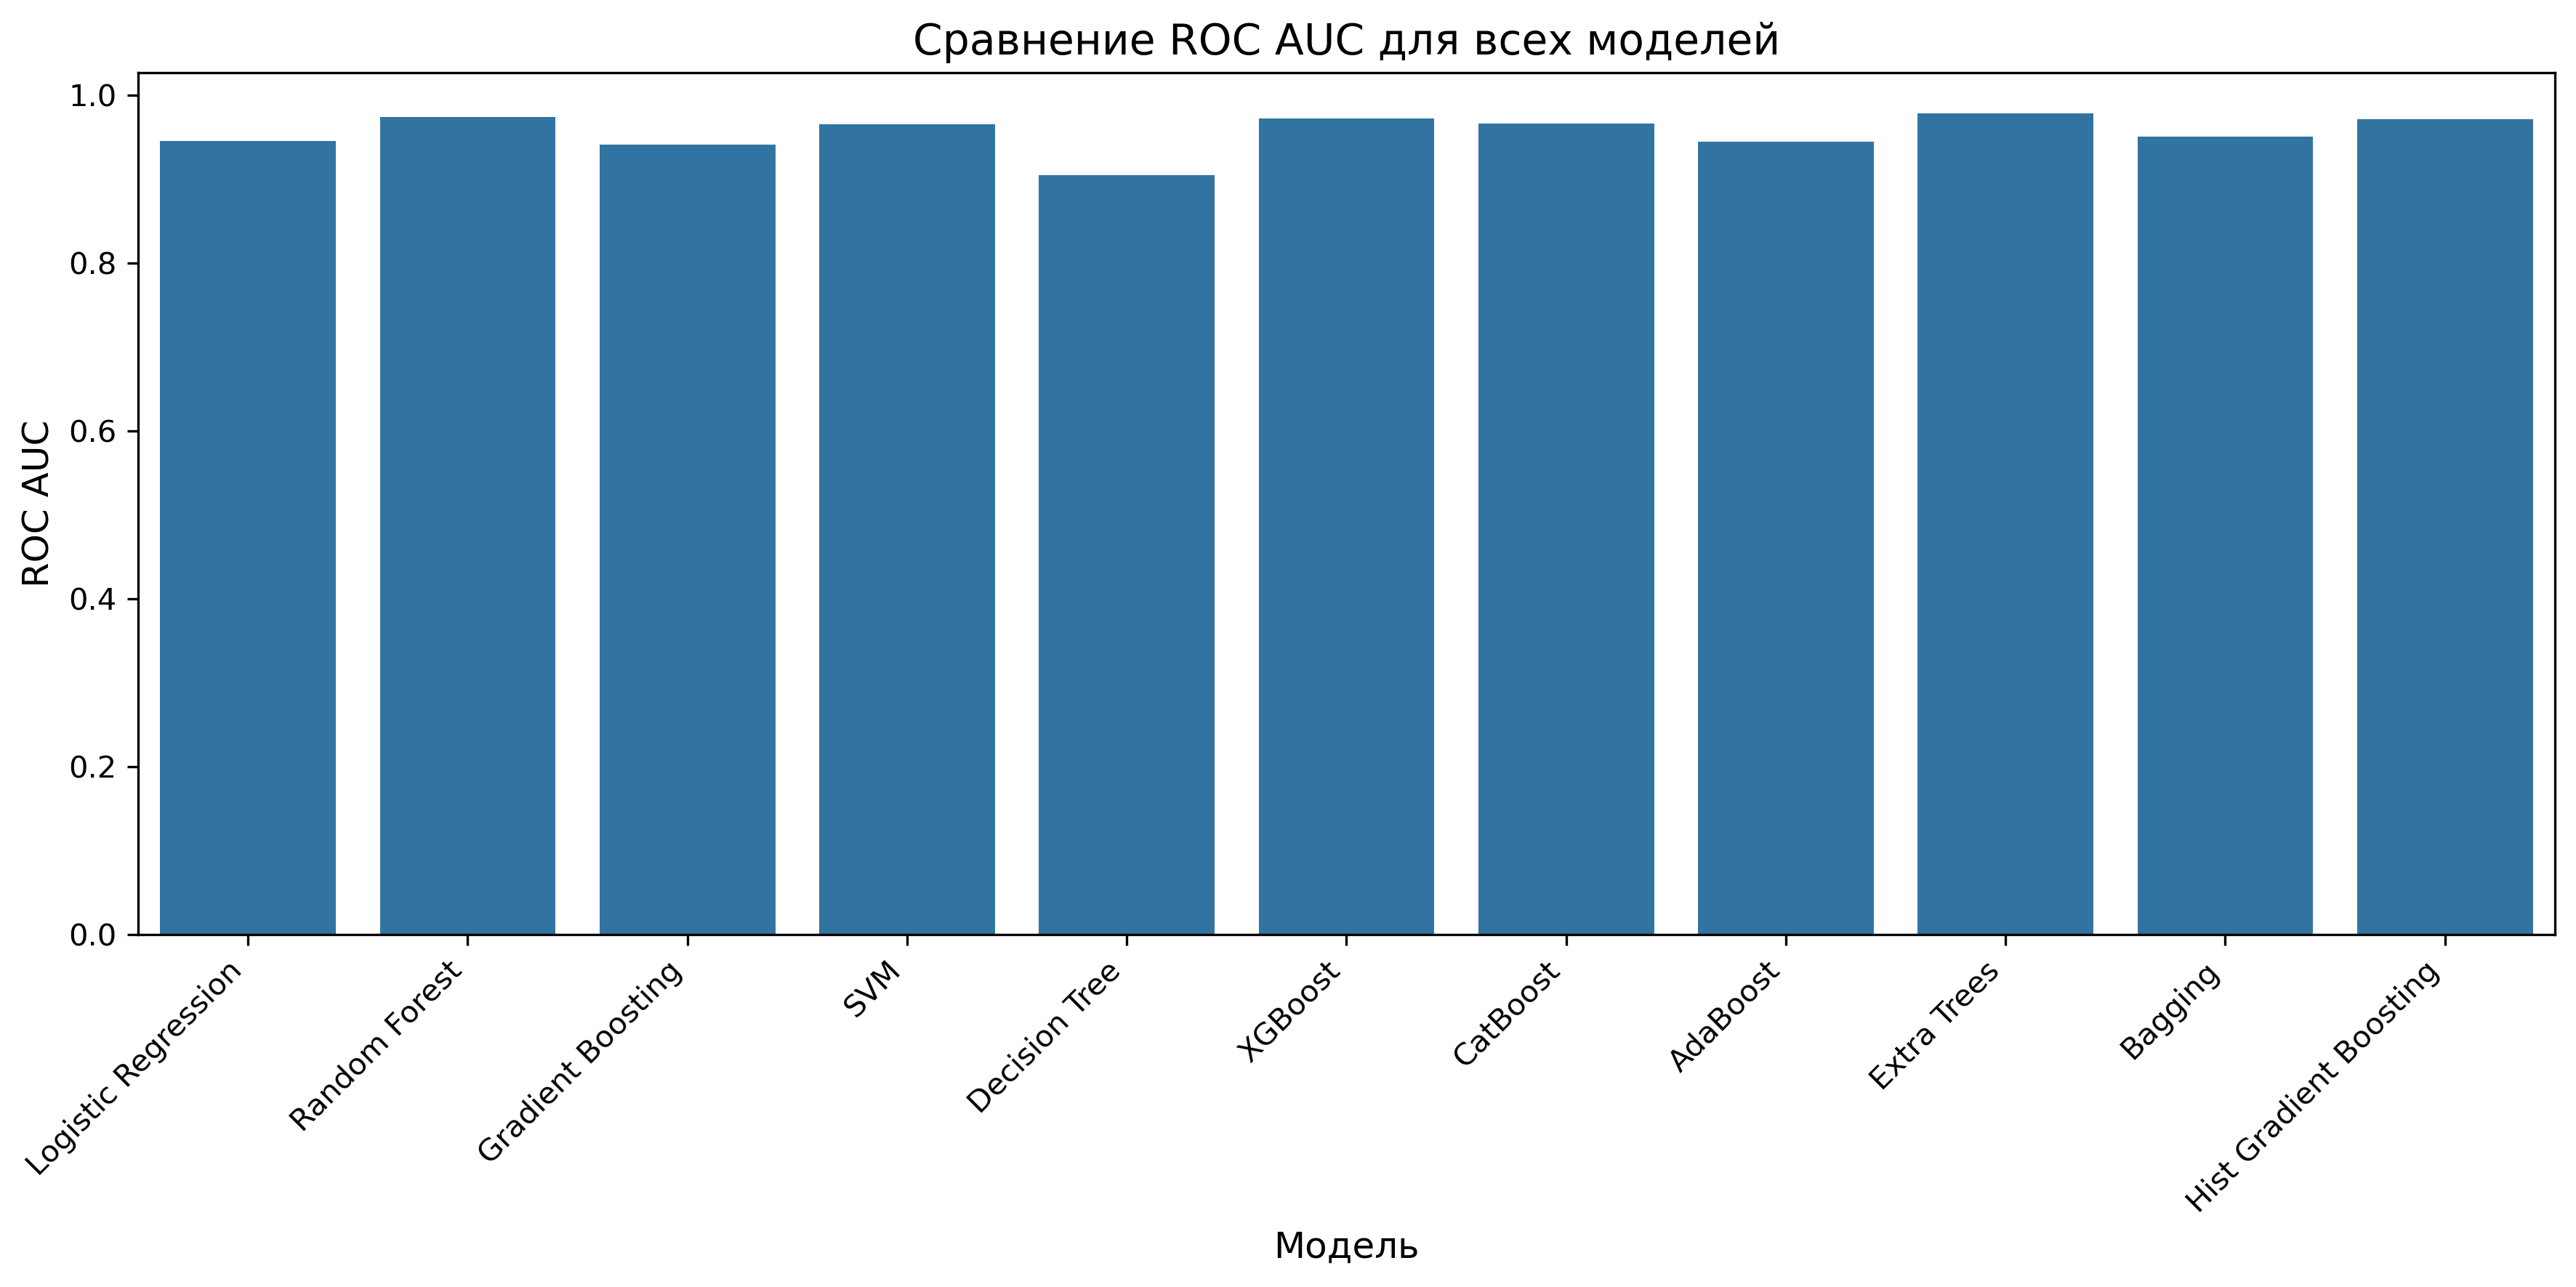 Сравнение ROC AUC для всех моделей
ROC AUC
1.0
0.8
0.6
0.4
0.2
0.0
Logistic Regression
Random Forest
Gradient Boosting
SVM
Decision Tree
XGBoost
CatBoost
AdaBoost
Extra Trees
Bagging
Hist Gradient Boosting
Модель